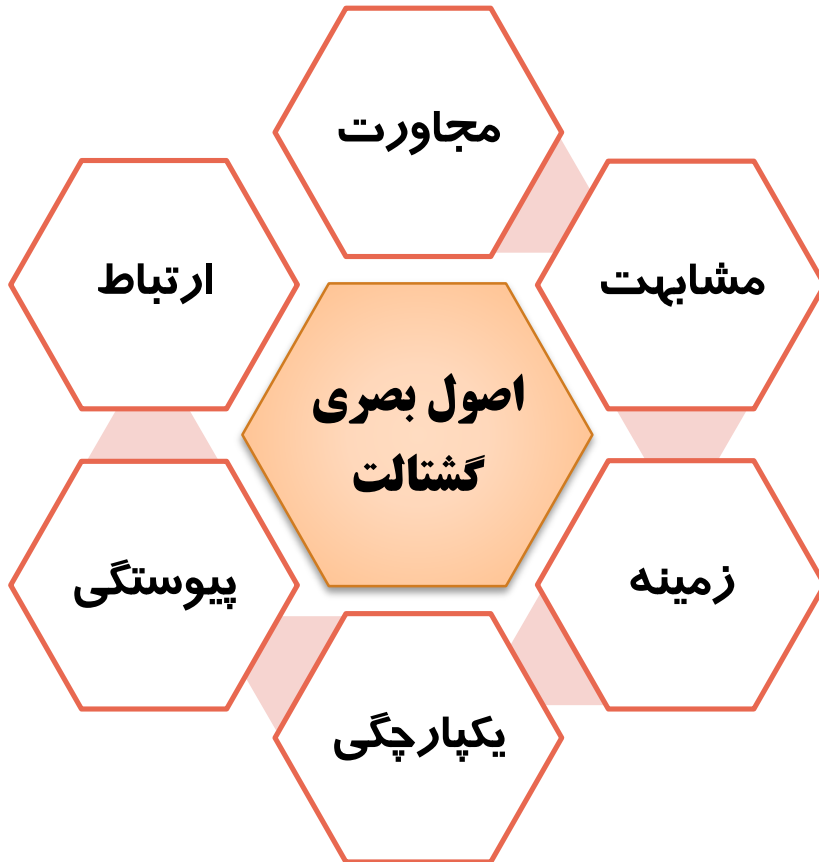 مجاورت
مشابهت
زمینه
یکپارچگی
پیوستگی
ارتباط
اصول بصری
گشتالت